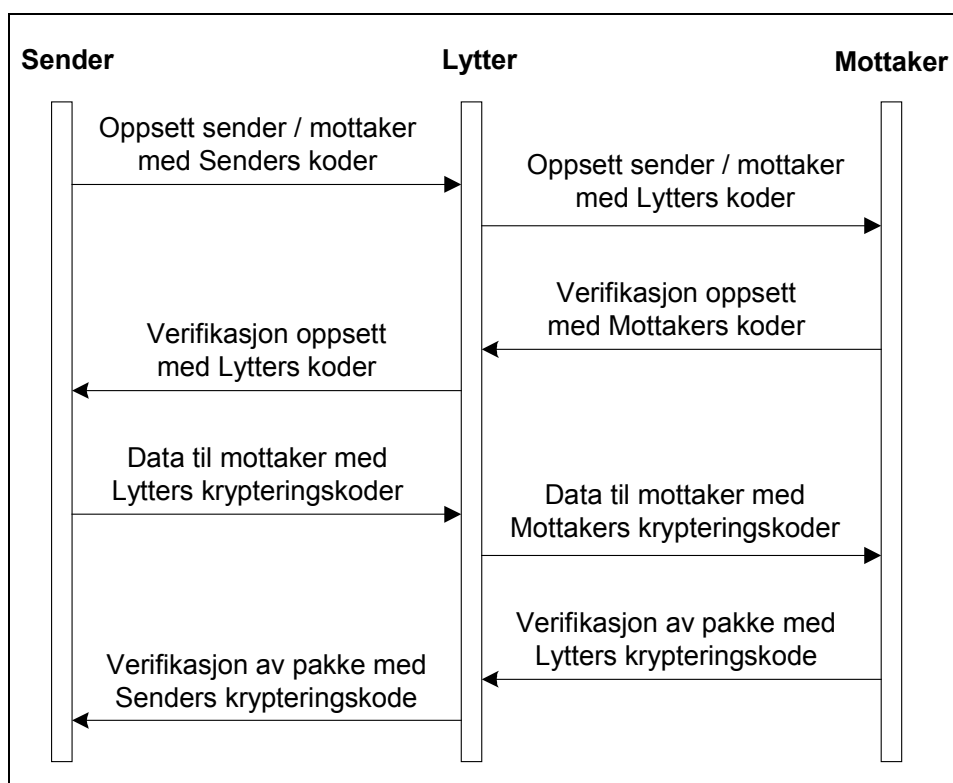 Sender
Lytter
Mottaker
Oppsett sender / mottaker
med Senders koder
Oppsett sender / mottaker
med Lytters koder
Verifikasjon oppsett
med Mottakers koder
Verifikasjon oppsett
med Lytters koder
Data til mottaker med
Lytters krypteringskoder
Data til mottaker med
Mottakers krypteringskoder
Verifikasjon av pakke med
Lytters krypteringskode
Verifikasjon av pakke med
Senders krypteringskode